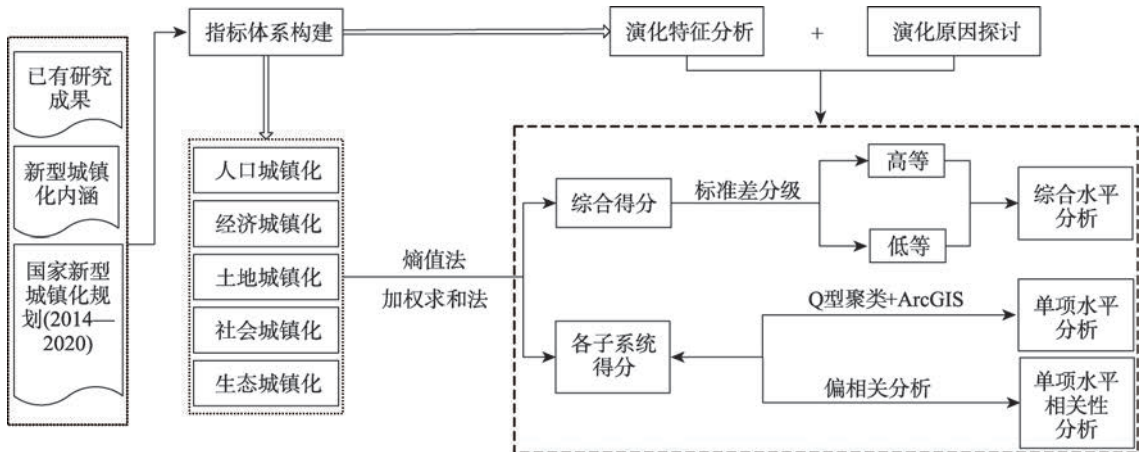 指标体系构建
演化特征分析
+
演化原因探讨
已有研究
成果
新型城镇
化内涵
国家新型
城镇化规
划(2014—
2020)
人口城镇化
经济城镇化
土地城镇化
社会城镇化
生态城镇化
熵值法
加权求和法
综合得分
标准差分级
高等
低等
综合水平
分析
各子系统
得分
Q型聚类+ArcGIS
单项水平
分析
偏相关分析
单项水平
相关性
分析